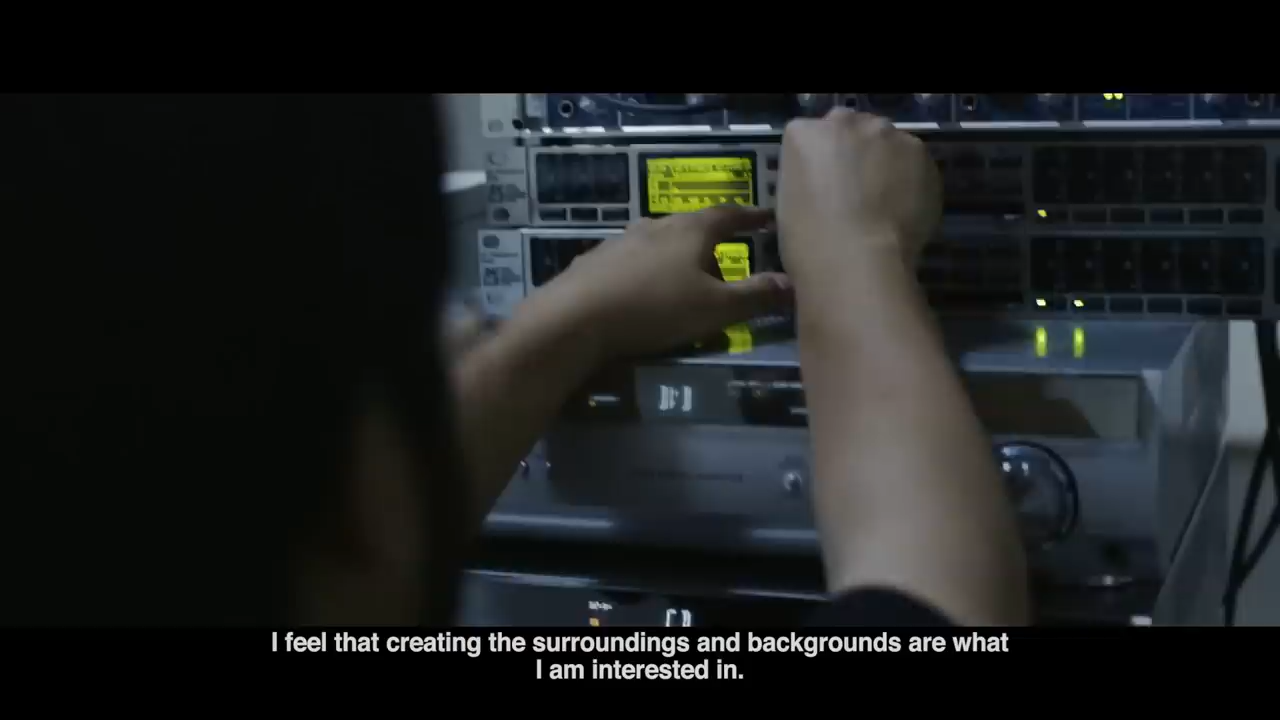 I feel that creating the surroundings and backgrounds are what
I am interested in.